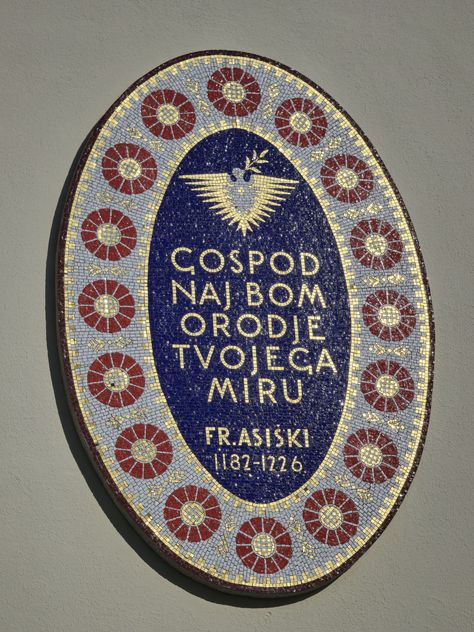 GOSPOD
NAJ·BOM
ORODJE
TVOJEGA
MIRU
FR.ASIŠKI
1182-1226